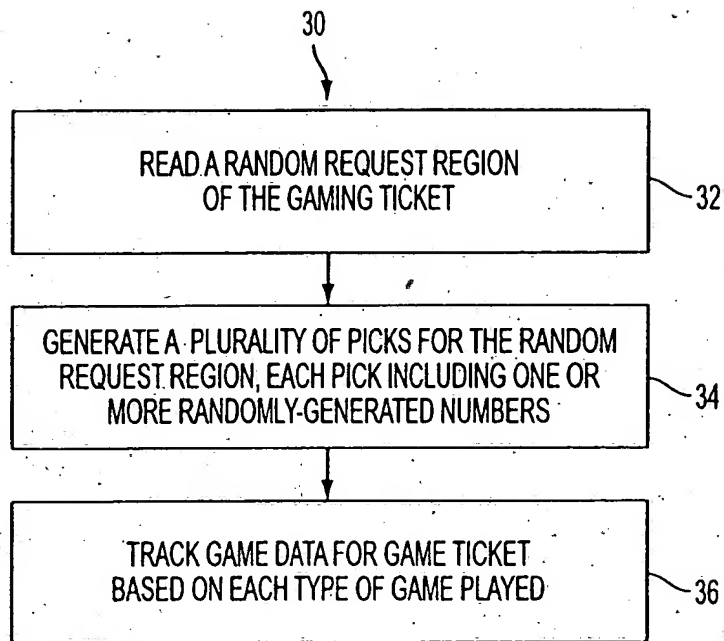 30
READ A RANDOM REQUEST REGION
OF THE GAMING TICKET
32
GENERATE A PLURALITY OF PICKS FOR THE RANDOM
REQUEST REGION, EACH PICK INCLUDING ONE OR
MORE RANDOMLY-GENERATED NUMBERS
34
TRACK GAME DATA FOR GAME TICKET
BASED ON EACH TYPE OF GAME PLAYED
36